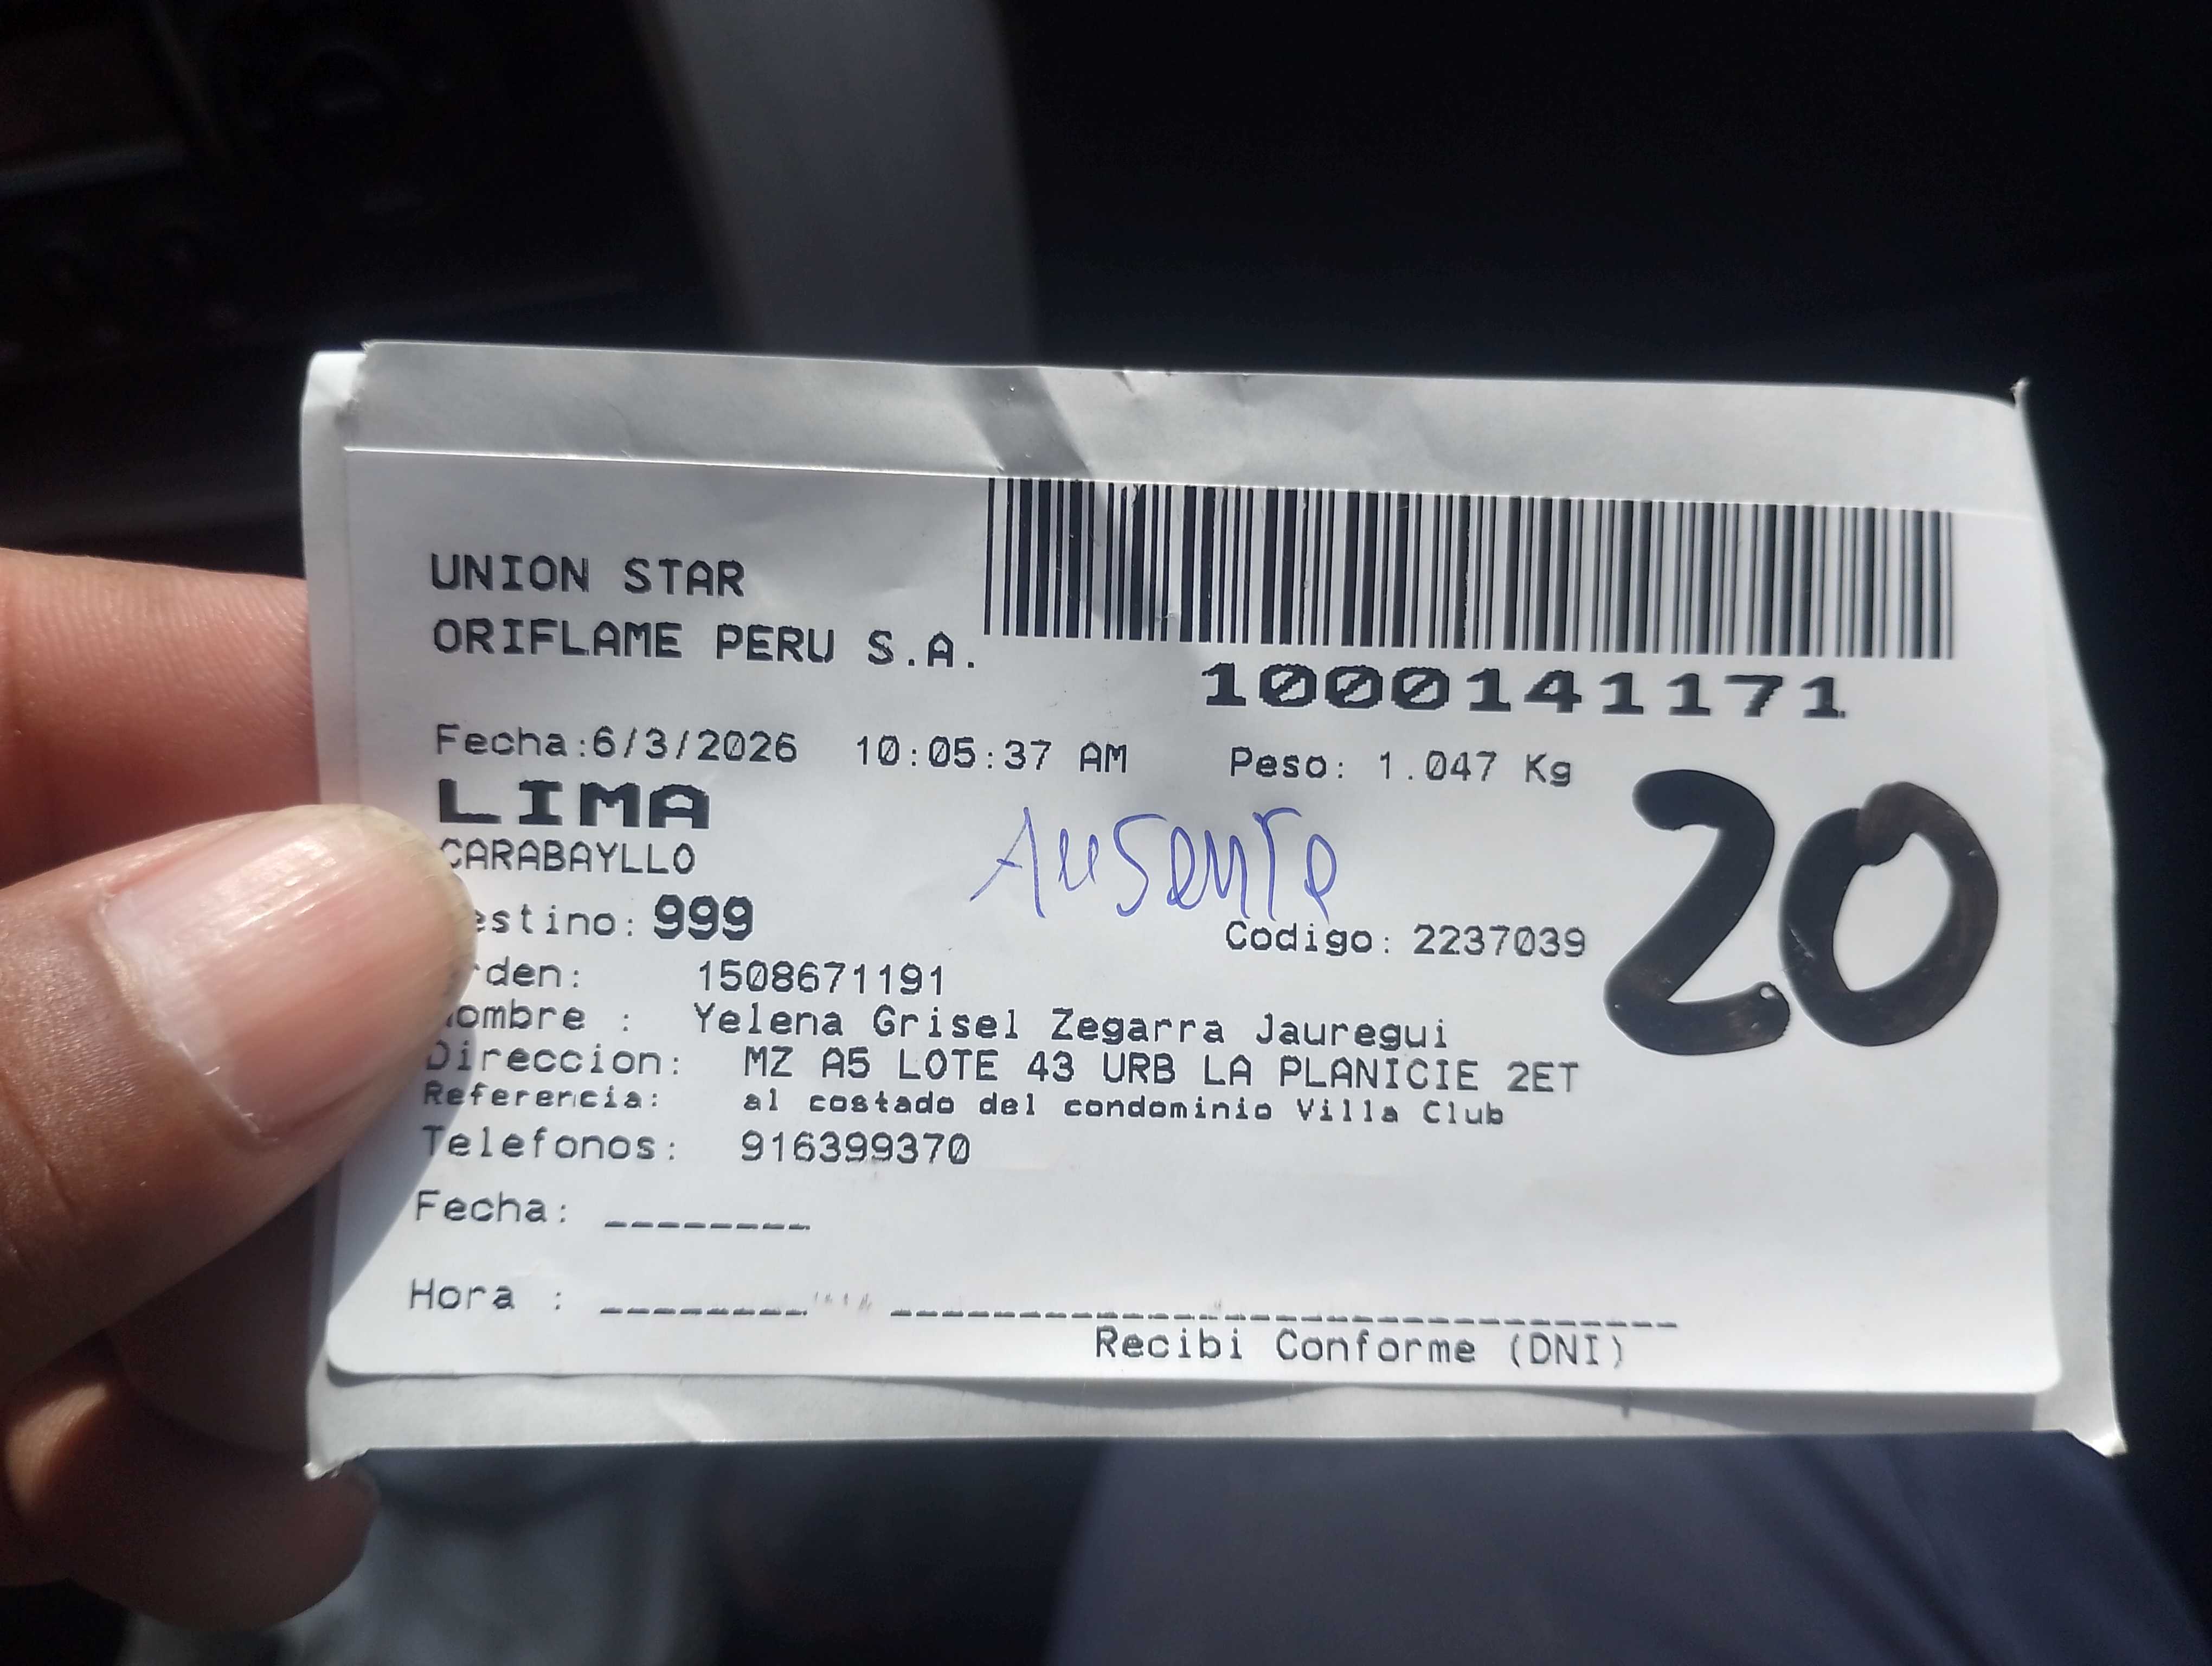 UNION STAR
ORIFLAME PERU S.A.
1000141171
Fecha:6/3/2026 10:05:37 AM Peso: 1.047 Kg
LIMA
CARABAYLLO
Ausente
20
estino: 999
Codigo: 2237039
rden: 1508671191
ombre : Yelena Grisel Zegarra Jauregui
Direccion: MZ A5 LOTE 43 URB LA PLANICIE 2ET
Referencia: al costado del condominio Villa Club
Telefonos: 916399370
Fecha: ________
Hora : ________ ______________________________
Recibi Conforme (DNI)